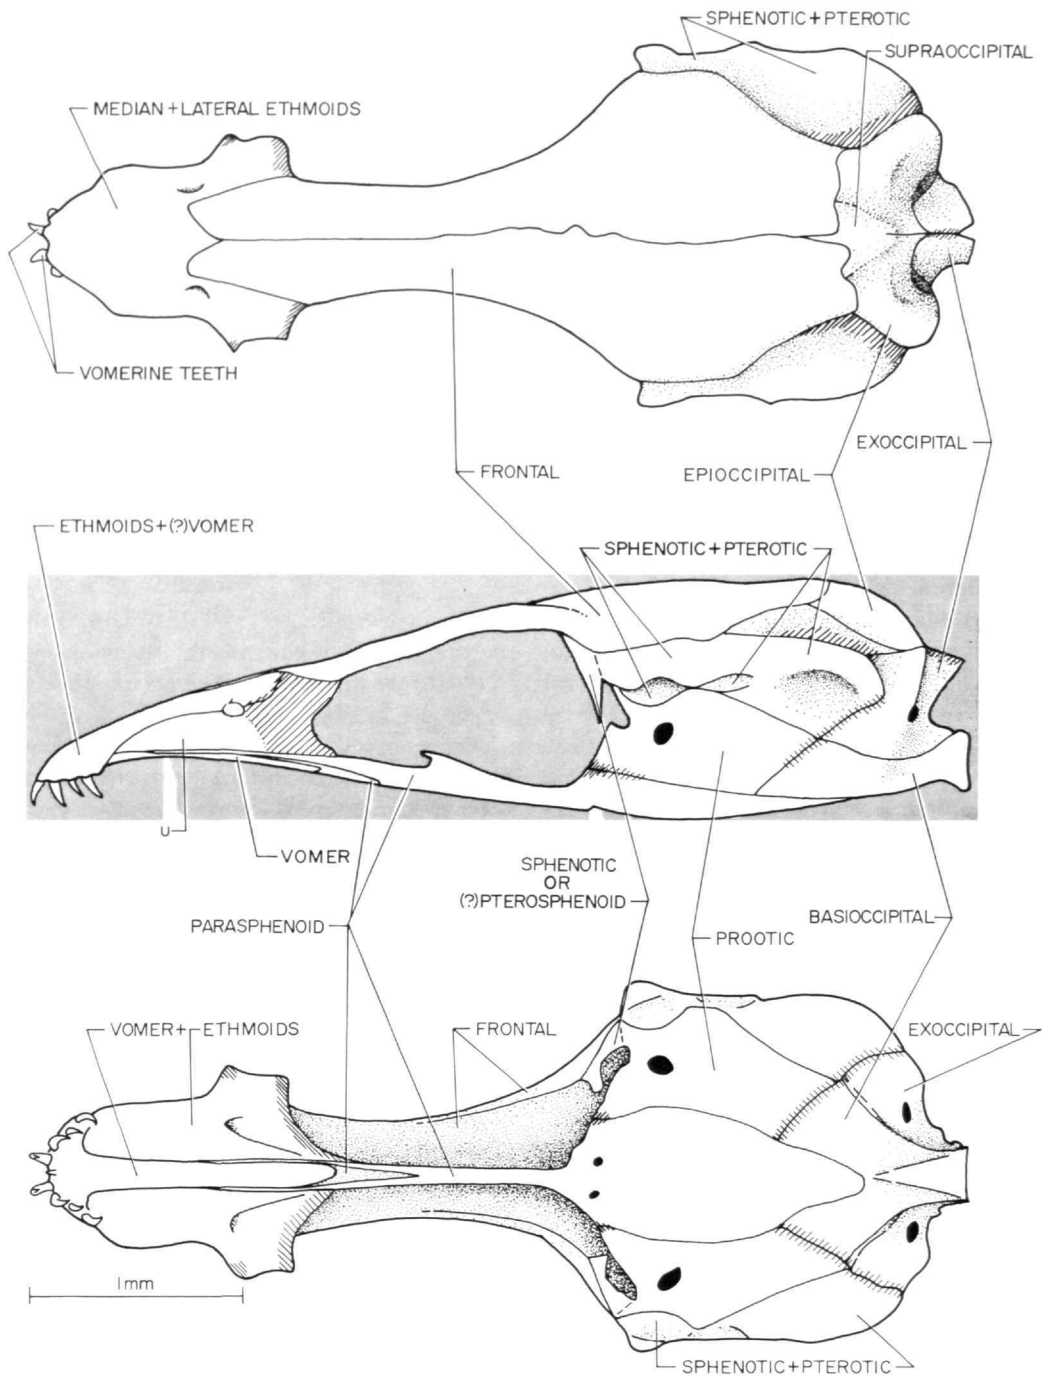 SPHENOTIC+PTEROTIC
SUPRAOCCIPITAL
MEDIAN+LATERAL ETHMOIDS
VOMERINE TEETH
EXOCCIPITAL
FRONTAL
EPIOCCIPITAL
ETHMOIDS+(?)VOMER
SPHENOTIC+PTEROTIC
U
VOMER
SPHENOTIC
OR
(?)PTEROSPHENOID
PARASPHENOID
BASIOCCIPITAL
PROOTIC
VOMER+
ETHMOIDS
FRONTAL
EXOCCIPITAL
1mm
SPHENOTIC+PTEROTIC